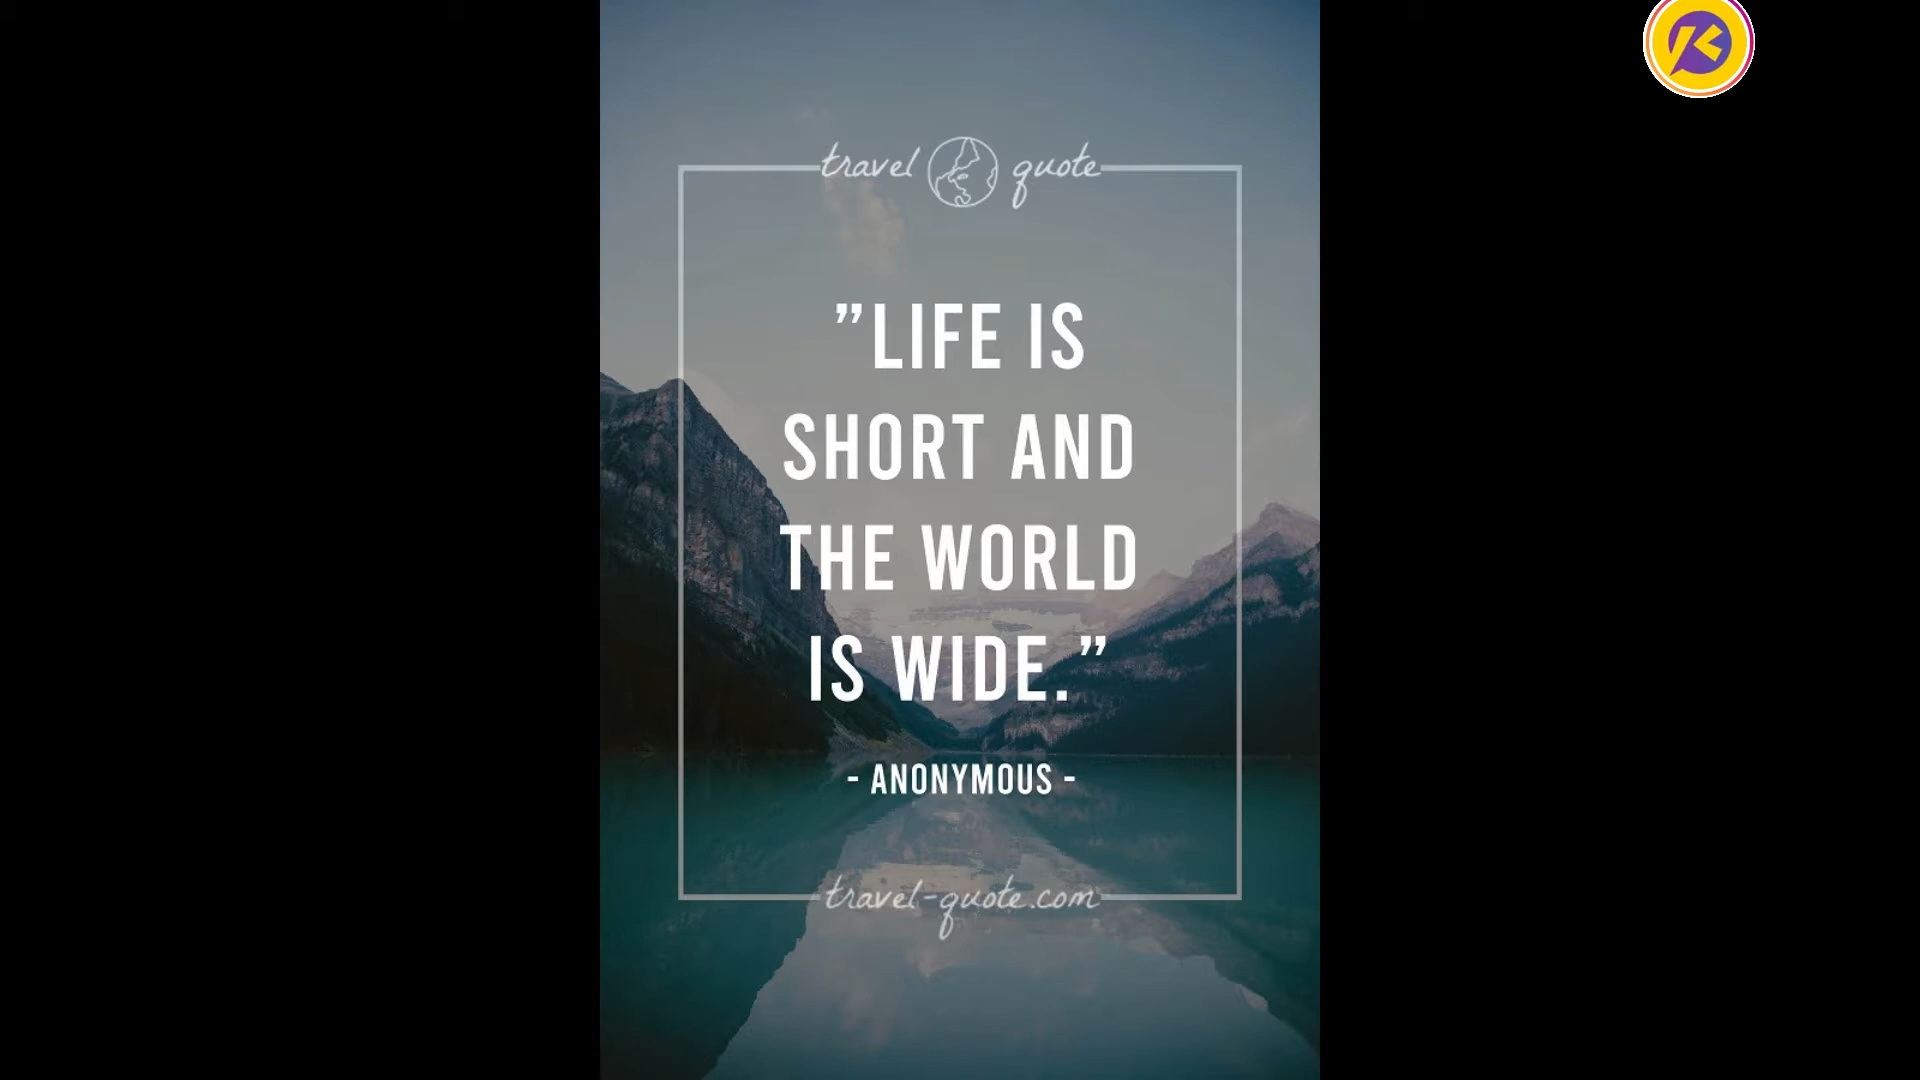 travel quote
”LIFE IS
SHORT AND
THE WORLD
IS WIDE.”
- ANONYMOUS -
travel-quote.com